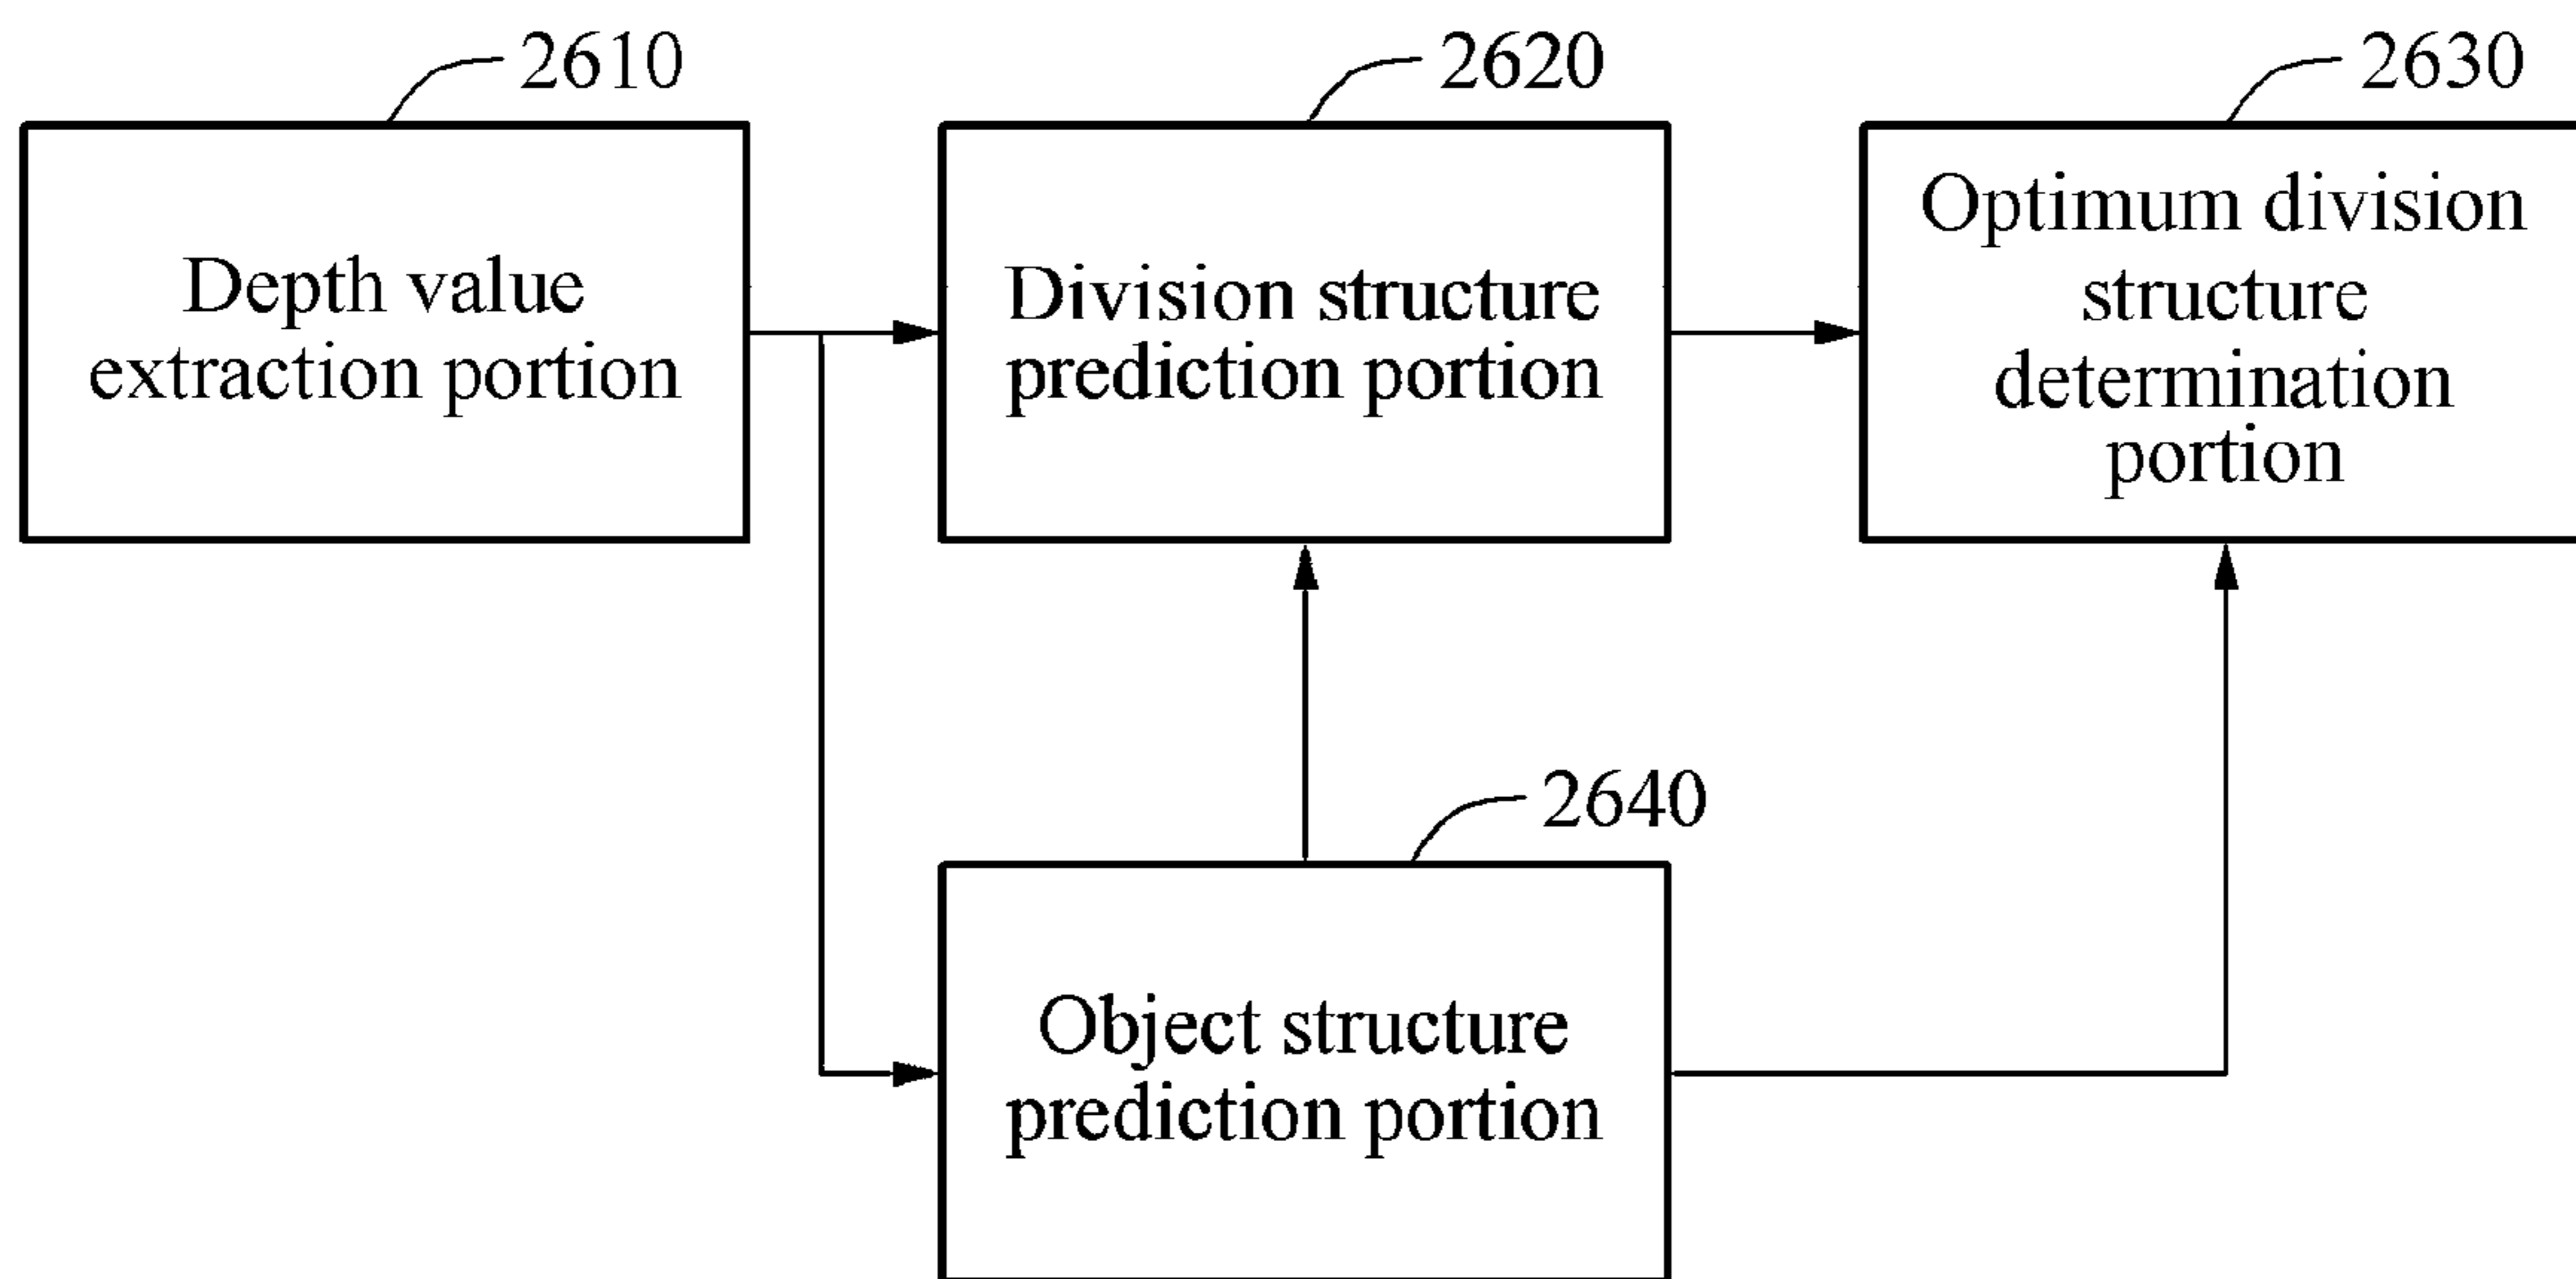 2610
2620
2630
Depth value
extraction portion
Division structure
prediction portion
Optimum division
structure
determination
portion
2640
Object structure
prediction portion